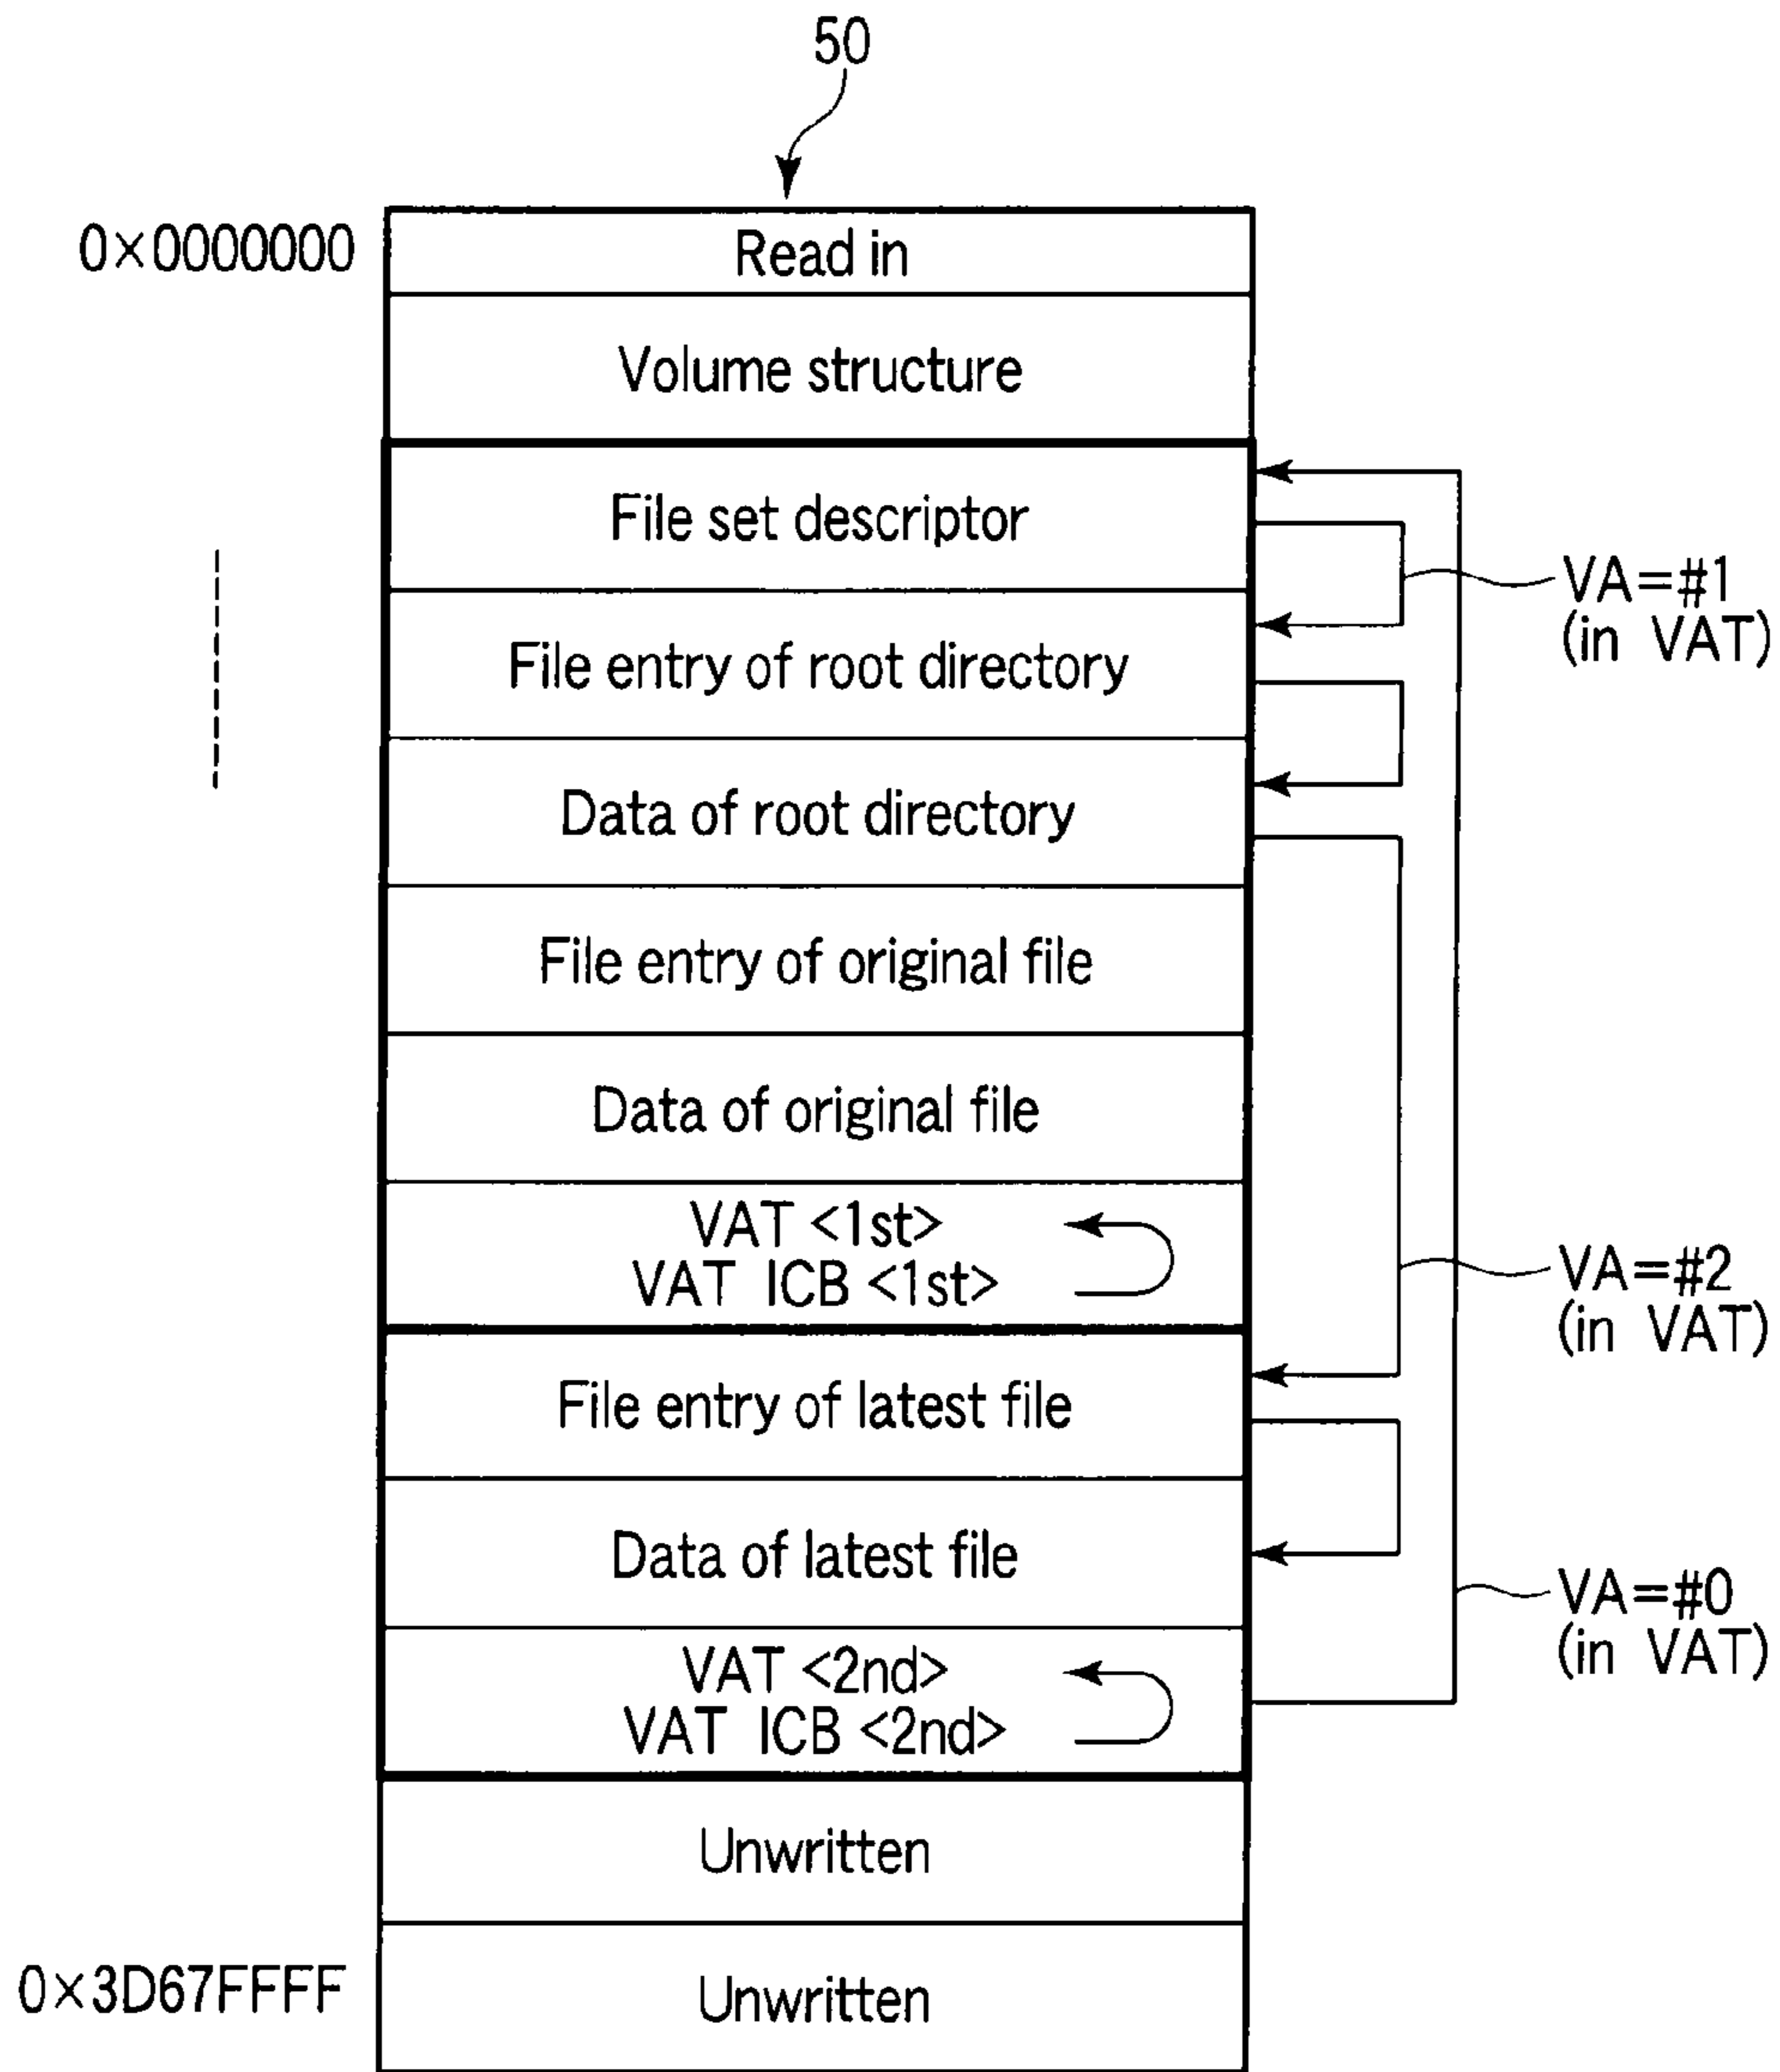 50
0×0000000
Read in
Volume structure
File set descriptor
VA=#1
(in VAT)
File entry of root directory
Data of root directory
File entry of original file
Data of original file
VAT <1st>
VAT ICB <1st>
VA=#2
(in VAT)
File entry of latest file
Data of latest file
VA=#0
(in VAT)
VAT <2nd>
VAT ICB <2nd>
Unwritten
0×3D67FFFF
Unwritten